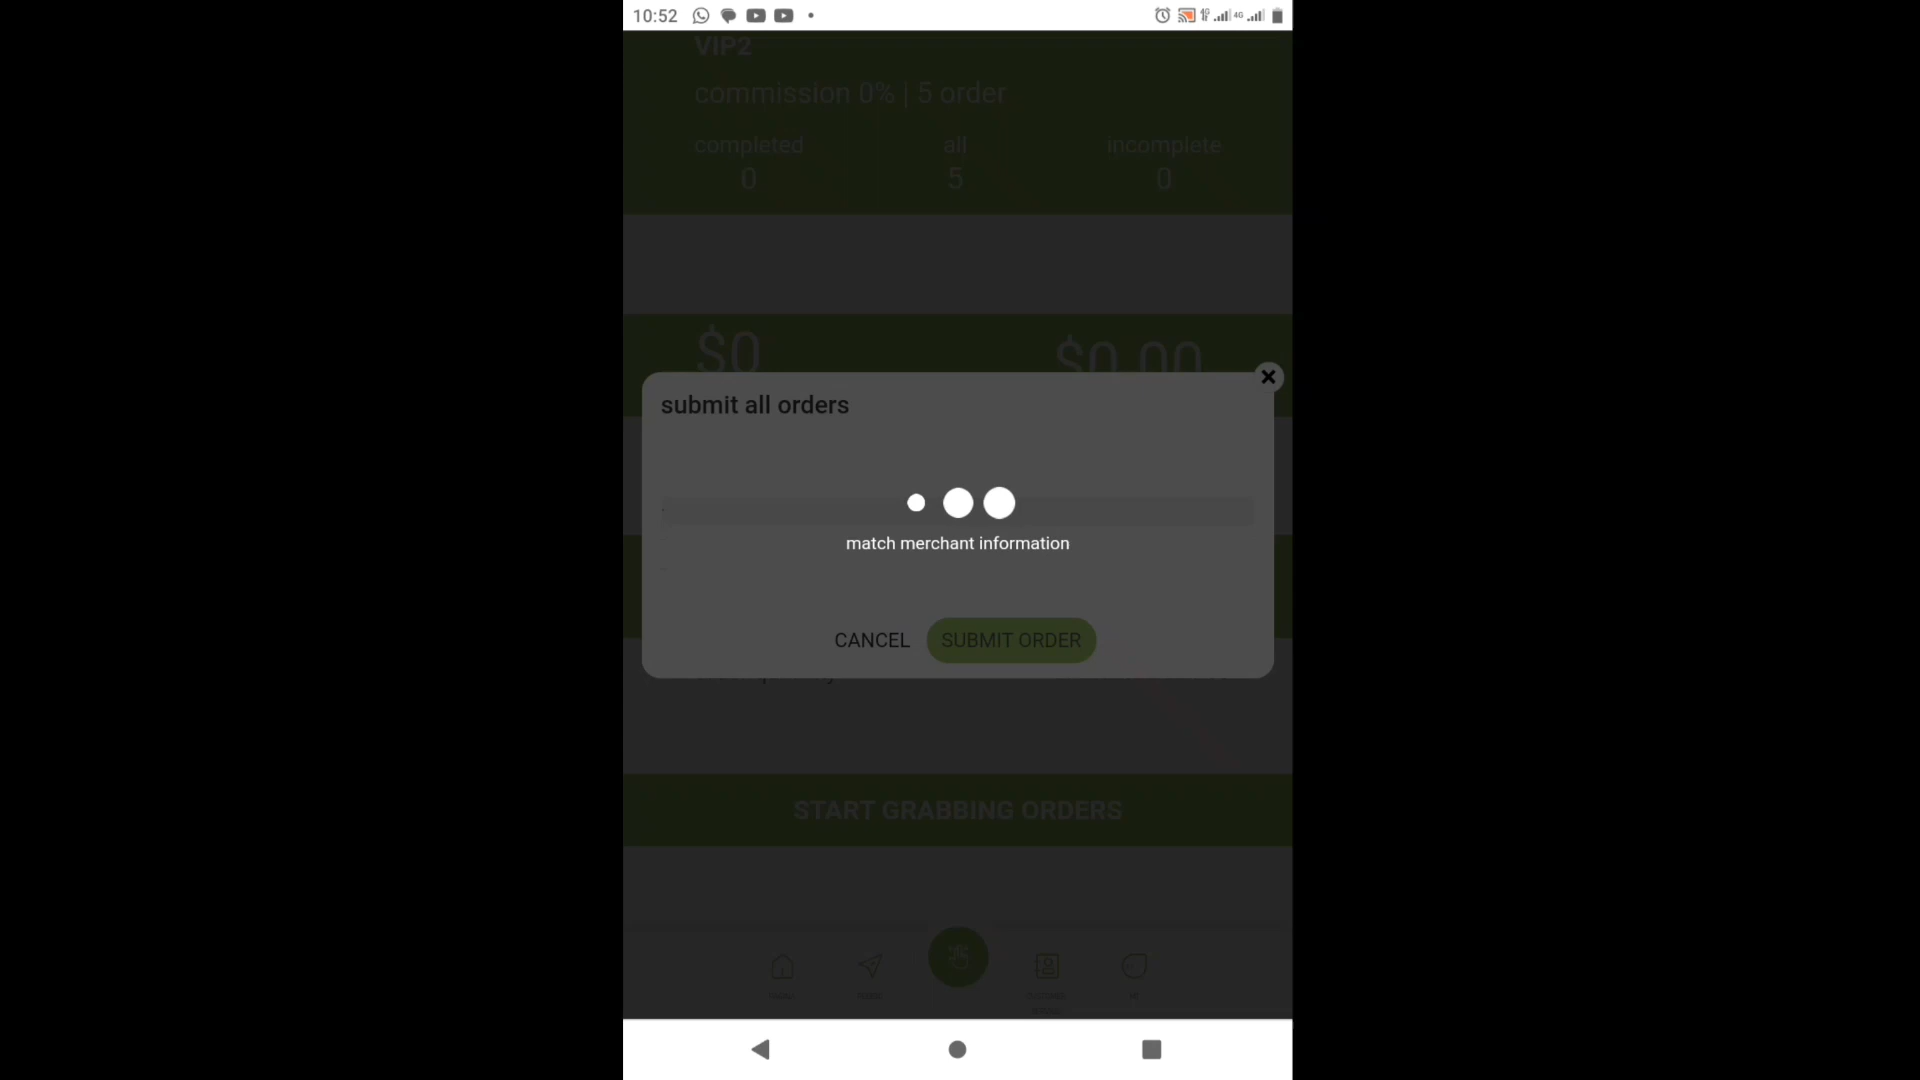 10:52
4G
VIP2
commission 0% | 5 order
completed all incomplete
0 5 0
$0 $0.00
submit all orders
match merchant information
CANCEL SUBMIT ORDER
START GRABBING ORDERS